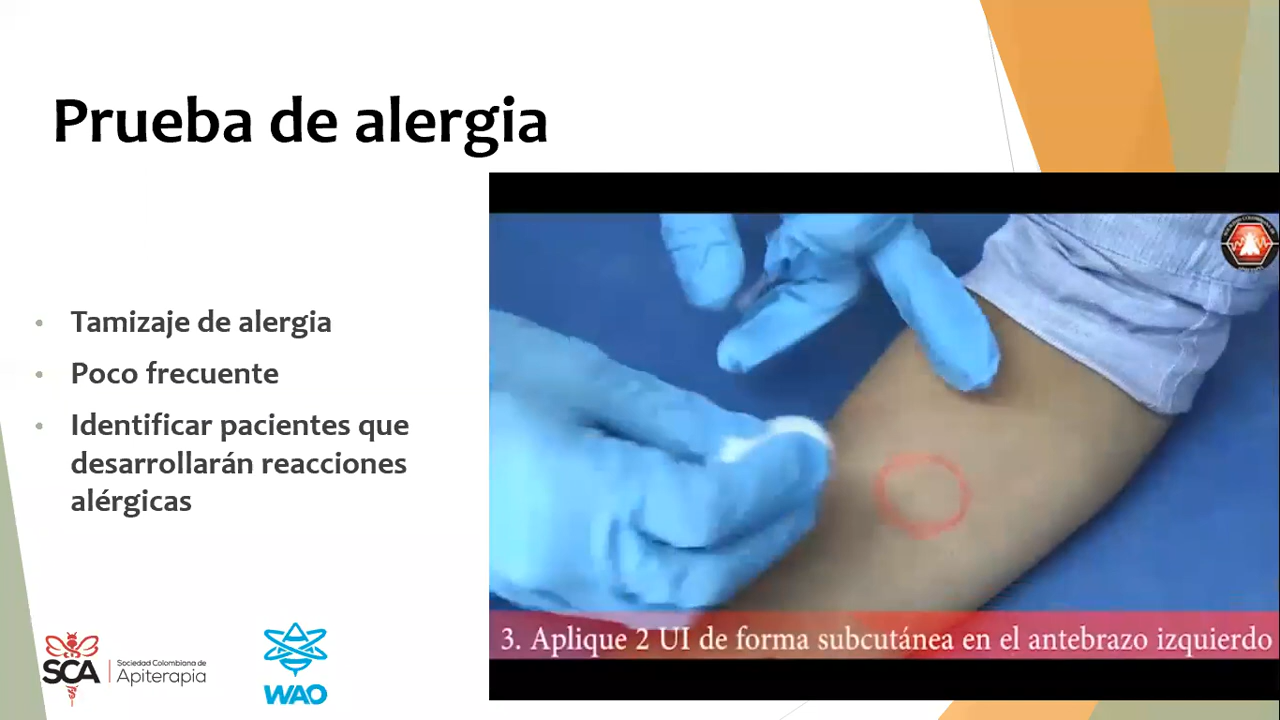 Prueba de alergia
• Tamizaje de alergia
• Poco frecuente
• Identificar pacientes que
desarrollarán reacciones
alérgicas
3. Aplique 2 UI de forma subcutánea en el antebrazo izquierdo
SCA
Sociedad Colombiana de
Apiterapia
WAO